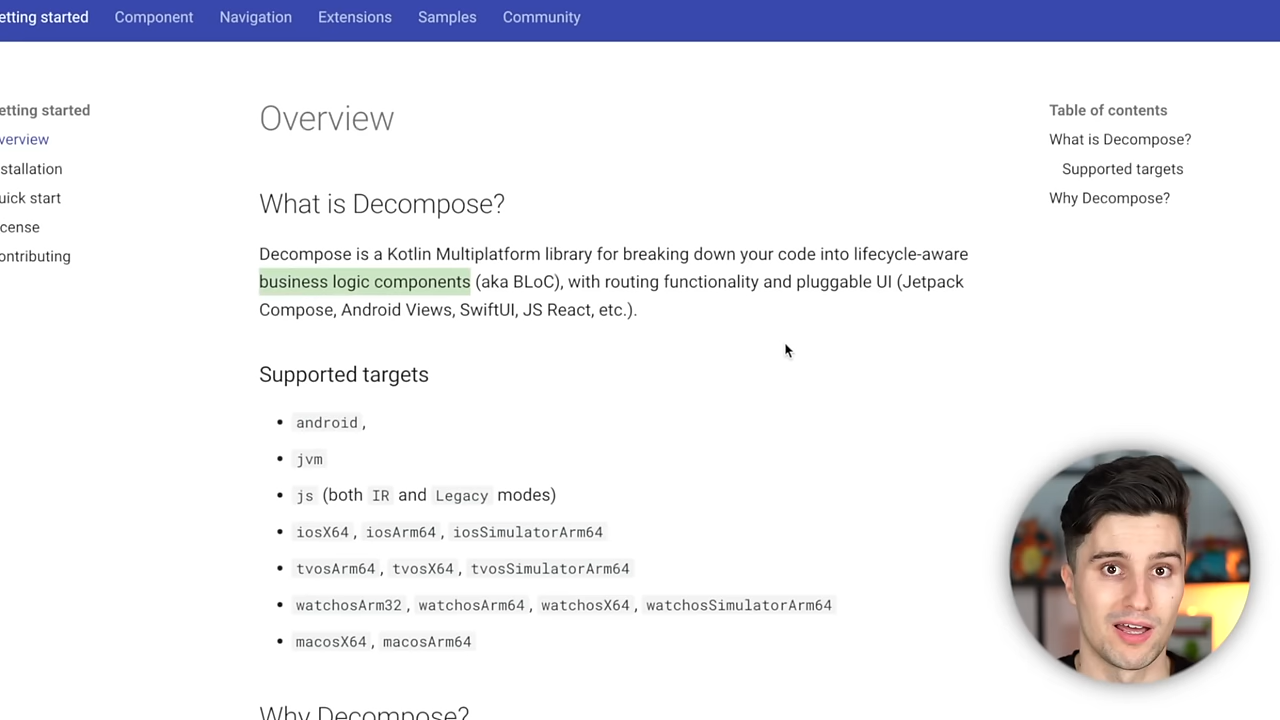 etting started Component Navigation Extensions Samples Community
etting started
verview
stallation
uick start
cense
ontributing
Overview
What is Decompose?
Decompose is a Kotlin Multiplatform library for breaking down your code into lifecycle-aware
business logic components (aka BLoC), with routing functionality and pluggable UI (Jetpack
Compose, Android Views, SwiftUI, JS React, etc.).
Supported targets
• android,
• jvm
• js (both IR and Legacy modes)
• iosX64, iosArm64, iosSimulatorArm64
• tvosArm64, tvosX64, tvosSimulatorArm64
• watchosArm32, watchosArm64, watchosX64, watchosSimulatorArm64
• macosX64, macosArm64
Why Decompose?
Table of contents
What is Decompose?
Supported targets
Why Decompose?